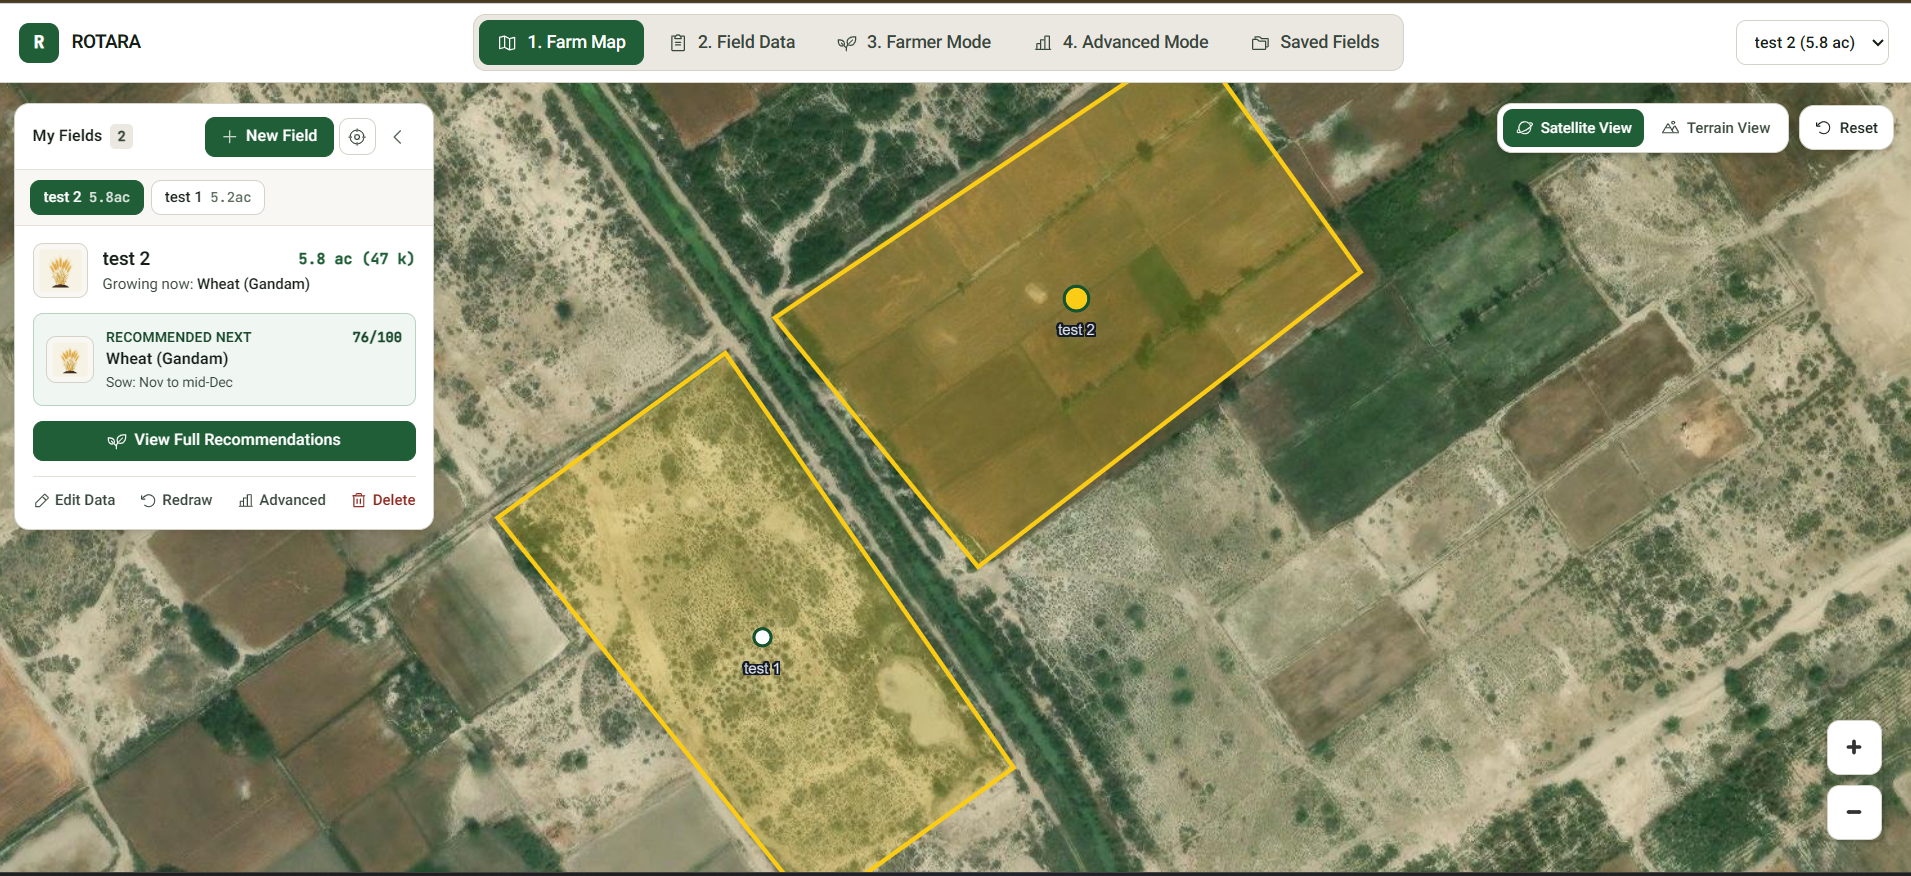 R ROTARA
1. Farm Map
2. Field Data
3. Farmer Mode
4. Advanced Mode
Saved Fields
test 2 (5.8 ac)
My Fields 2
New Field
test 2 5.8ac
test 1 5.2ac
test 2
5.8 ac (47 k)
Growing now: Wheat (Gandam)
RECOMMENDED NEXT
76/100
Wheat (Gandam)
Sow: Nov to mid-Dec
View Full Recommendations
Edit Data
Redraw
Advanced
Delete
Satellite View
Terrain View
Reset
test 2
test 1
+
−